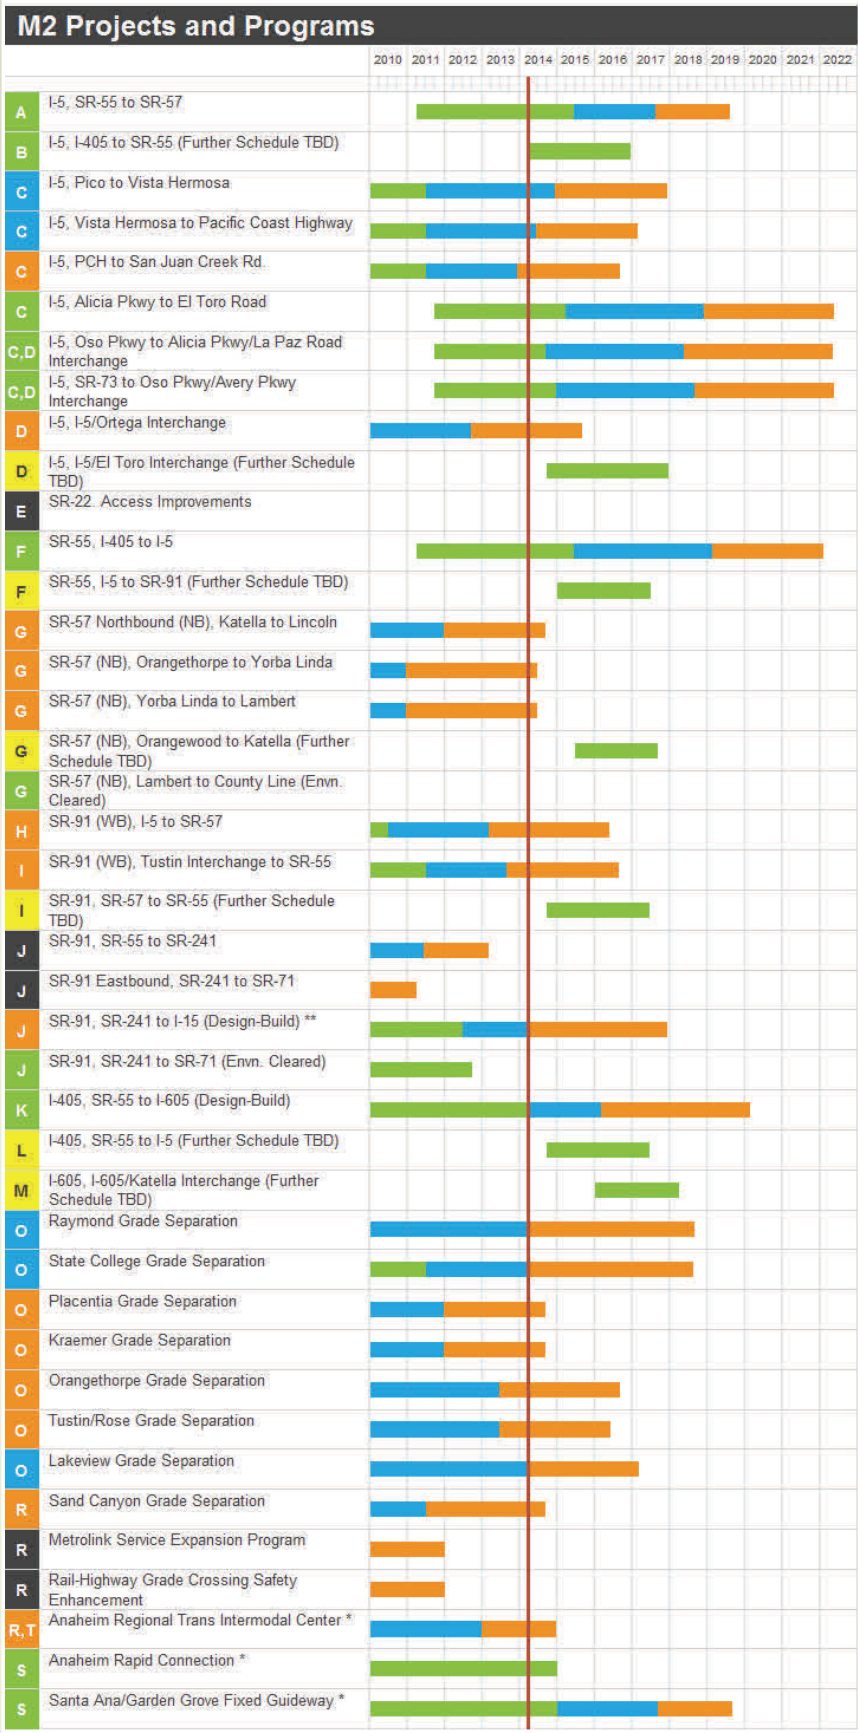 M2 Projects and Programs
2010 2011 2012 2013 2014 2015 2016 2017 2018 2019 2020 2021 2022
A I-5, SR-55 to SR-57
B I-5, I-405 to SR-55 (Further Schedule TBD)
C I-5, Pico to Vista Hermosa
C I-5, Vista Hermosa to Pacific Coast Highway
C I-5, PCH to San Juan Creek Rd.
C I-5, Alicia Pkwy to El Toro Road
C,D I-5, Oso Pkwy to Alicia Pkwy/La Paz Road
Interchange
C,D I-5, SR-73 to Oso Pkwy/Avery Pkwy
Interchange
D I-5, I-5/Ortega Interchange
D I-5, I-5/El Toro Interchange (Further Schedule
TBD)
E SR-22. Access Improvements
F SR-55, I-405 to I-5
F SR-55, I-5 to SR-91 (Further Schedule TBD)
G SR-57 Northbound (NB), Katella to Lincoln
G SR-57 (NB), Orangethorpe to Yorba Linda
G SR-57 (NB), Yorba Linda to Lambert
G SR-57 (NB), Orangewood to Katella (Further
Schedule TBD)
G SR-57 (NB), Lambert to County Line (Envn.
Cleared)
H SR-91 (WB), I-5 to SR-57
I SR-91 (WB), Tustin Interchange to SR-55
I SR-91, SR-57 to SR-55 (Further Schedule
TBD)
J SR-91, SR-55 to SR-241
J SR-91 Eastbound, SR-241 to SR-71
J SR-91, SR-241 to I-15 (Design-Build) **
J SR-91, SR-241 to SR-71 (Envn. Cleared)
K I-405, SR-55 to I-605 (Design-Build)
L I-405, SR-55 to I-5 (Further Schedule TBD)
M I-605, I-605/Katella Interchange (Further
Schedule TBD)
O Raymond Grade Separation
O State College Grade Separation
O Placentia Grade Separation
O Kraemer Grade Separation
O Orangethorpe Grade Separation
O Tustin/Rose Grade Separation
O Lakeview Grade Separation
R Sand Canyon Grade Separation
R Metrolink Service Expansion Program
R Rail-Highway Grade Crossing Safety
Enhancement
R,T Anaheim Regional Trans Intermodal Center *
S Anaheim Rapid Connection *
S Santa Ana/Garden Grove Fixed Guideway *